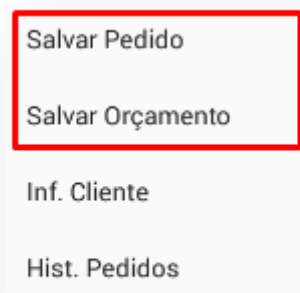 Salvar Pedido
Salvar Orçamento
Inf. Cliente
Hist. Pedidos